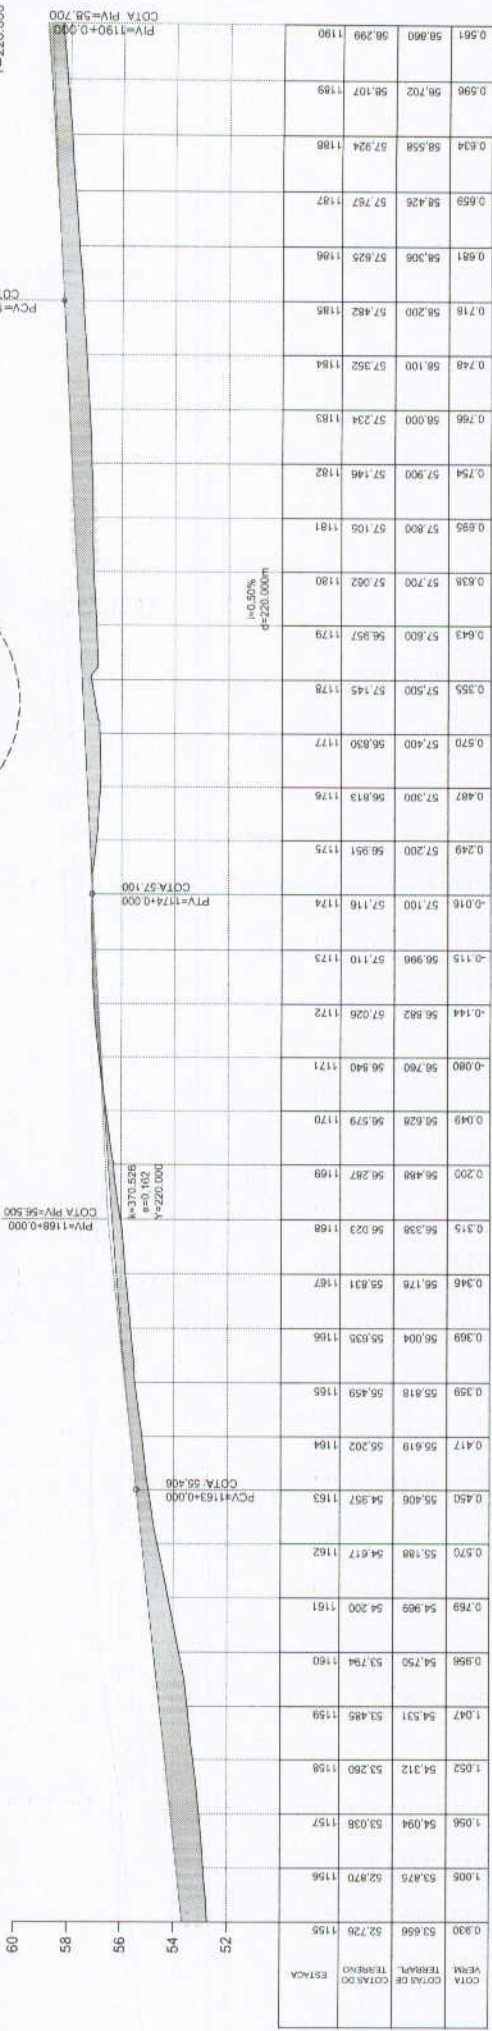 60
58
56
54
52
Y=220.000
PIV=1190+0.000
COTA PIV=58.700
PCV=1
COT
i=0.50%
d=220.000m
PTV=1174+0.000
COTA:57.100
PIV=1168+0.000
COTA PIV=56.500
k=370.526
e=0.162
Y=220.000
PCV=1163+0.000
COTA: 55.406
ESTACA
COTAS DO TERRENO
COTAS DE TERRAPL.
COTA VERM
1155 52.726 53.656 0.930
1156 52.870 53.875 1.005
1157 53.038 54.094 1.056
1158 53.260 54.312 1.052
1159 53.485 54.531 1.047
1160 53.794 54.750 0.956
1161 54.200 54.969 0.769
1162 54.617 55.188 0.570
1163 54.957 55.406 0.450
1164 55.202 55.619 0.417
1165 55.459 55.818 0.359
1166 55.635 56.004 0.369
1167 55.831 56.178 0.346
1168 56.023 56.338 0.315
1169 56.287 56.488 0.200
1170 56.579 56.628 0.049
1171 56.840 56.760 -0.080
1172 57.026 56.882 -0.144
1173 57.110 56.996 -0.115
1174 57.116 57.100 -0.016
1175 56.951 57.200 0.249
1176 56.813 57.300 0.487
1177 56.830 57.400 0.570
1178 57.145 57.500 0.355
1179 56.957 57.600 0.643
1180 57.062 57.700 0.638
1181 57.105 57.800 0.695
1182 57.146 57.900 0.754
1183 57.234 58.000 0.766
1184 57.352 58.100 0.748
1185 57.482 58.200 0.718
1186 57.625 58.306 0.681
1187 57.767 58.426 0.659
1188 57.924 58.558 0.634
1189 58.107 58.702 0.596
1190 58.299 58.860 0.561